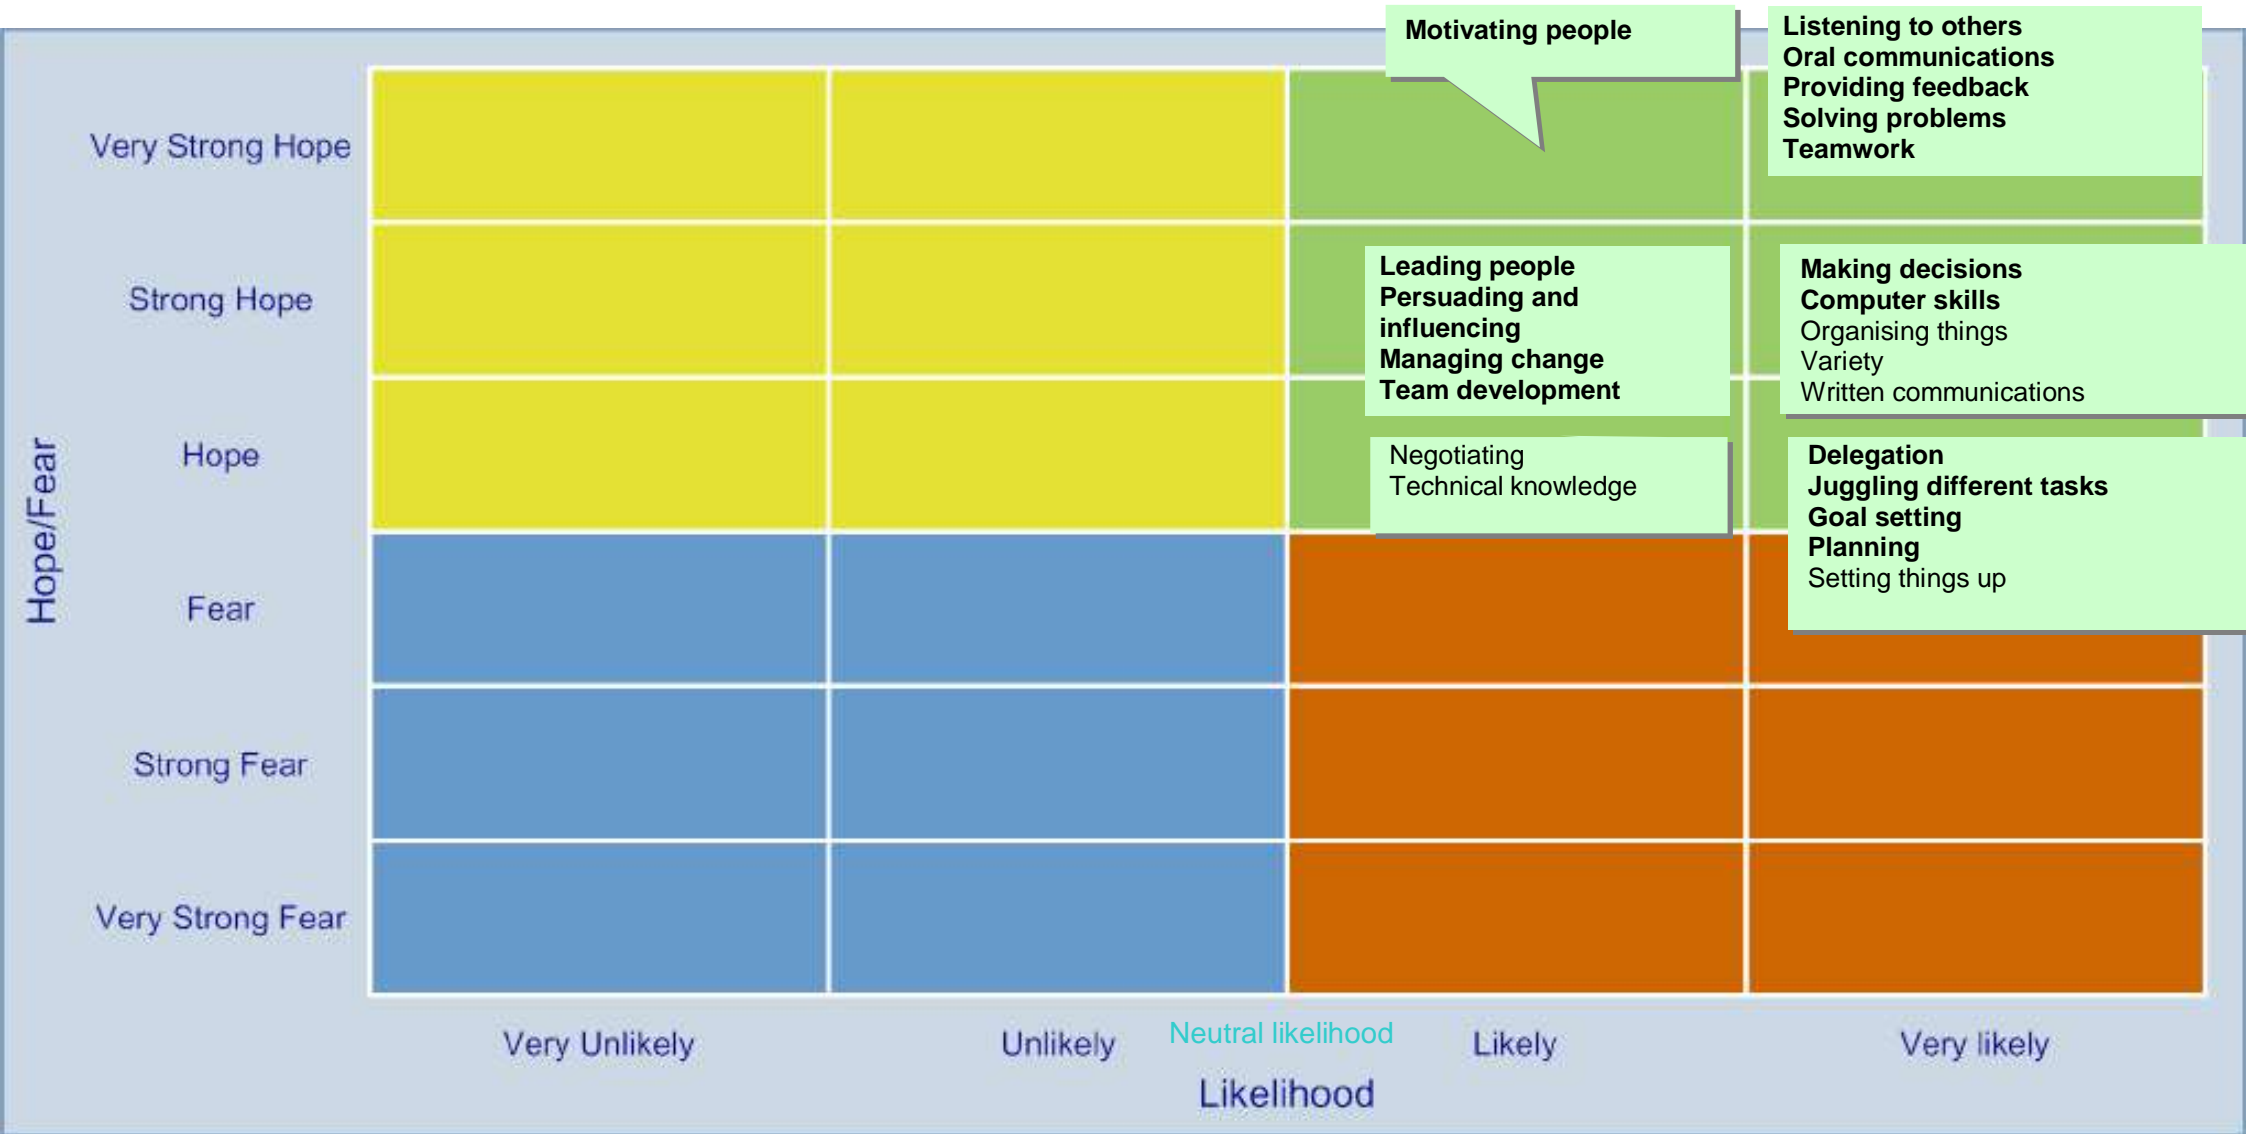 Motivating people
Listening to others
Oral communications
Providing feedback
Solving problems
Teamwork
Very Strong Hope
Leading people
Persuading and
influencing
Managing change
Team development
Making decisions
Computer skills
Organising things
Variety
Written communications
Strong Hope
Negotiating
Technical knowledge
Delegation
Juggling different tasks
Goal setting
Planning
Setting things up
Hope
Hope/Fear
Fear
Strong Fear
Very Strong Fear
Very Unlikely
Unlikely
Neutral likelihood
Likely
Very likely
Likelihood